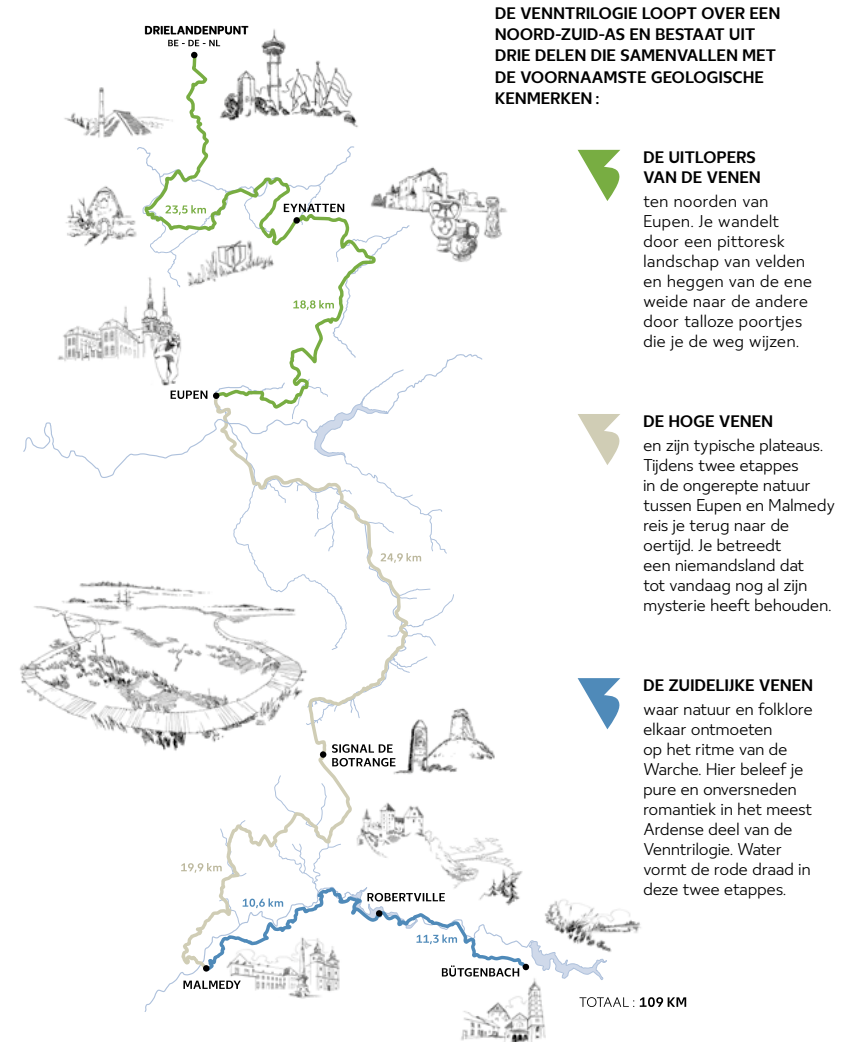 DE VENNTRILOGIE LOOPT OVER EEN
NOORD-ZUID-AS EN BESTAAT UIT
DRIE DELEN DIE SAMENVALLEN MET
DE VOORNAAMSTE GEOLOGISCHE
KENMERKEN :
DRIELANDENPUNT
BE - DE - NL
23,5 km
EYNATTEN
18,8 km
EUPEN
24,9 km
SIGNAL DE
BOTRANGE
19,9 km
10,6 km
ROBERTVILLE
11,3 km
MALMEDY
BÜTGENBACH
DE UITLOPERS
VAN DE VENEN
ten noorden van
Eupen. Je wandelt
door een pittoresk
landschap van velden
en heggen van de ene
weide naar de andere
door talloze poortjes
die je de weg wijzen.
DE HOGE VENEN
en zijn typische plateaus.
Tijdens twee etappes
in de ongerepte natuur
tussen Eupen en Malmedy
reis je terug naar de
oertijd. Je betreedt
een niemandsland dat
tot vandaag nog al zijn
mysterie heeft behouden.
DE ZUIDELIJKE VENEN
waar natuur en folklore
elkaar ontmoeten
op het ritme van de
Warche. Hier beleef je
pure en onversneden
romantiek in het meest
Ardense deel van de
Venntrilogie. Water
vormt de rode draad in
deze twee etappes.
TOTAAL : 109 KM